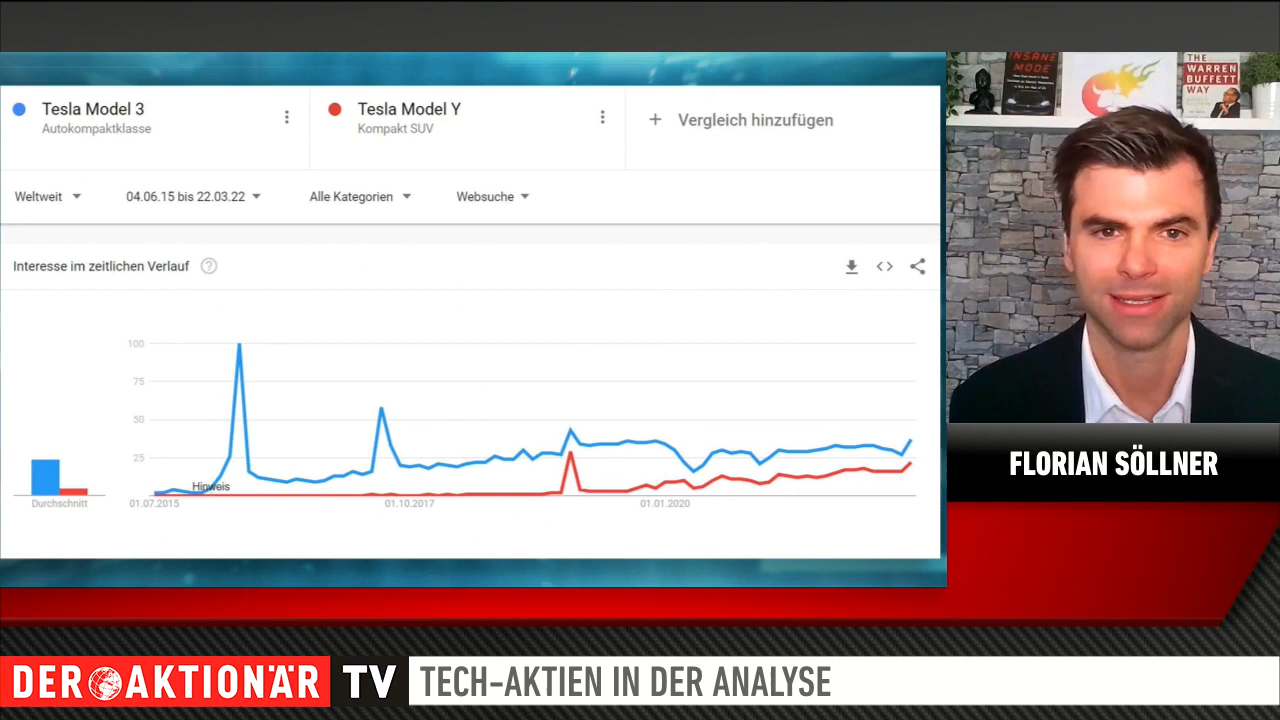 Tesla Model 3
Autokompaktklasse
Tesla Model Y
Kompakt SUV
+ Vergleich hinzufügen
Weltweit
04.06.15 bis 22.03.22
Alle Kategorien
Websuche
Interesse im zeitlichen Verlauf
?
100
75
50
25
Hinweis
Durchschnitt
01.07.2015
01.10.2017
01.01.2020
INSANE
MODE
THE
WARREN
BUFFETT
WAY
FLORIAN SÖLLNER
DER AKTIONÄR TV
TECH-AKTIEN IN DER ANALYSE